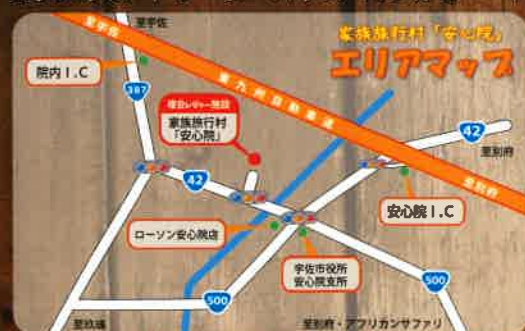 家族旅行村「安心院」
エリアマップ
至宇佐
至宇佐
院内I.C
387
東九州自動車道
複合レジャー施設
家族旅行村
「安心院」
42
至別府
42
至別府
安心院I.C
ローソン安心院店
宇佐市役所
安心院支所
500
500
至玖珠
至別府・アフリカンサファリ